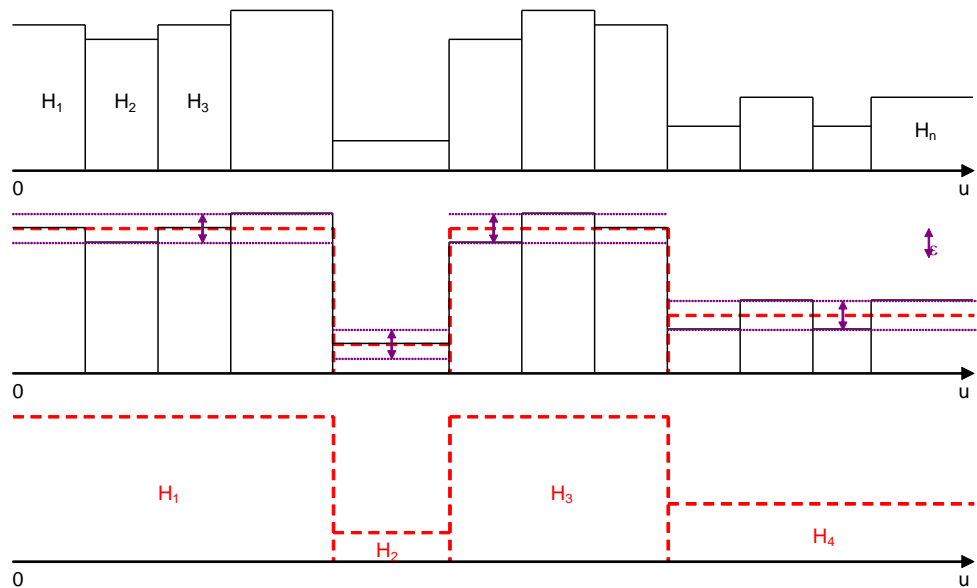 H₁ H₂ H₃ Hₙ
0 u
ε
0 u
H₁ H₃
H₂ H₄
0 u